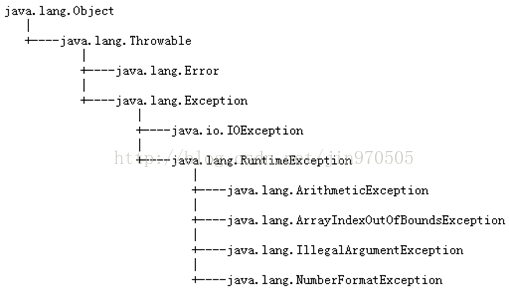 java.lang.Object
|
+----java.lang.Throwable
|
+----java.lang.Error
|
+----java.lang.Exception
|
+----java.io.IOException
|
+----java.lang.RuntimeException
|
+----java.lang.ArithmeticException
|
+----java.lang.ArrayIndexOutOfBoundsException
|
+----java.lang.IllegalArgumentException
|
+----java.lang.NumberFormatException